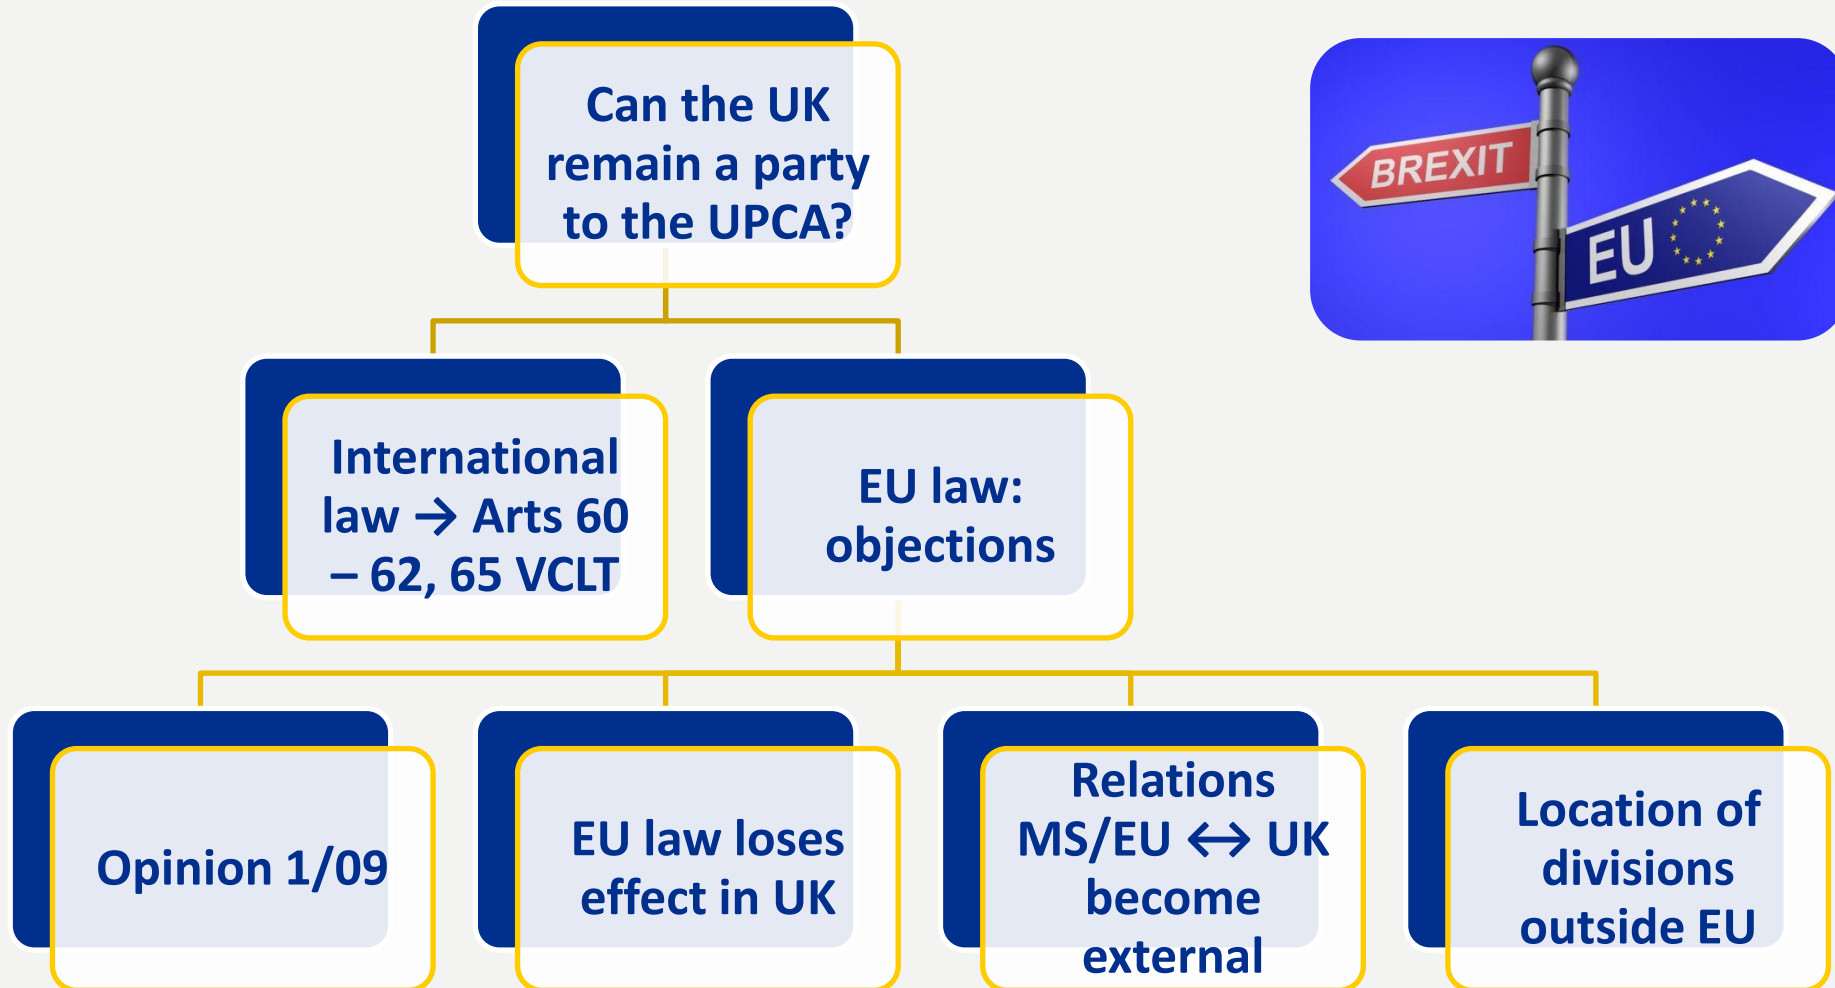 Can the UK
remain a party
to the UPCA?
BREXIT
EU
International
law → Arts 60
– 62, 65 VCLT
EU law:
objections
Opinion 1/09
EU law loses
effect in UK
Relations
MS/EU ↔ UK
become
external
Location of
divisions
outside EU